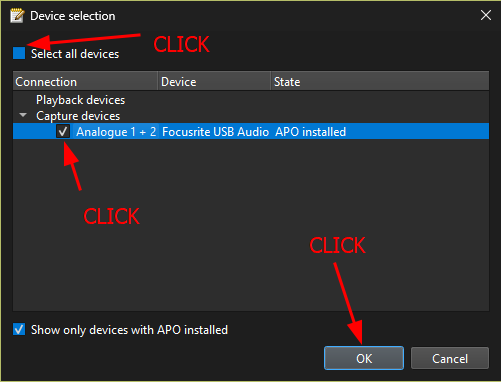 Device selection
CLICK
Select all devices
Connection Device State
Playback devices
Capture devices
Analogue 1 + 2 Focusrite USB Audio APO installed
CLICK
CLICK
Show only devices with APO installed
OK Cancel